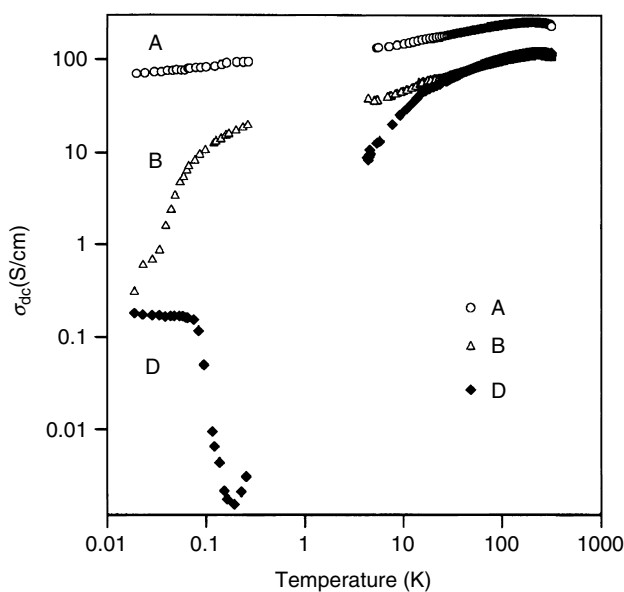 A
100
B
10
σdc(S/cm)
1
A
B
0.1
D
D
0.01
0.01
0.1
1
10
100
1000
Temperature (K)